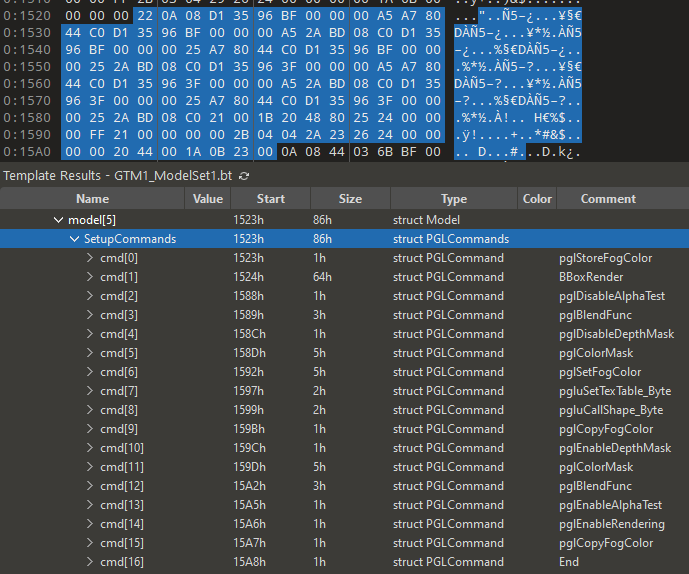 0:1520 00 00 00 22 0A 08 D1 35 96 BF 00 00 00 A5 A7 80 ..."..Ñ5–¿...¥§€
0:1530 44 C0 D1 35 96 BF 00 00 00 A5 2A BD 08 C0 D1 35 DÀÑ5–¿...¥*½.ÀÑ5
0:1540 96 BF 00 00 00 25 A7 80 44 C0 D1 35 96 BF 00 00 –¿...%§€DÀÑ5–¿..
0:1550 00 25 2A BD 08 C0 D1 35 96 3F 00 00 00 A5 A7 80 .%*½.ÀÑ5–?...¥§€
0:1560 44 C0 D1 35 96 3F 00 00 00 A5 2A BD 08 C0 D1 35 DÀÑ5–?...¥*½.ÀÑ5
0:1570 96 3F 00 00 00 25 A7 80 44 C0 D1 35 96 3F 00 00 –?...%§€DÀÑ5–?..
0:1580 00 25 2A BD 08 C0 21 00 1B 20 48 80 25 24 00 00 .%*½.À!.. H€%$..
0:1590 00 FF 21 00 00 00 00 2B 04 04 2A 23 26 24 00 00 .ÿ!....+..*#&$..
0:15A0 00 00 20 44 00 1A 0B 23 00 0A 08 44 03 6B BF 00 .. D...#...D.k¿.
Template Results - GTM1_ModelSet1.bt
Name Value Start Size Type Color Comment
model[5] 1523h 86h struct Model
SetupCommands 1523h 86h struct PGLCommands
cmd[0] 1523h 1h struct PGLCommand pglStoreFogColor
cmd[1] 1524h 64h struct PGLCommand BBoxRender
cmd[2] 1588h 1h struct PGLCommand pglDisableAlphaTest
cmd[3] 1589h 3h struct PGLCommand pglBlendFunc
cmd[4] 158Ch 1h struct PGLCommand pglDisableDepthMask
cmd[5] 158Dh 5h struct PGLCommand pglColorMask
cmd[6] 1592h 5h struct PGLCommand pglSetFogColor
cmd[7] 1597h 2h struct PGLCommand pgluSetTexTable_Byte
cmd[8] 1599h 2h struct PGLCommand pgluCallShape_Byte
cmd[9] 159Bh 1h struct PGLCommand pglCopyFogColor
cmd[10] 159Ch 1h struct PGLCommand pglEnableDepthMask
cmd[11] 159Dh 5h struct PGLCommand pglColorMask
cmd[12] 15A2h 3h struct PGLCommand pglBlendFunc
cmd[13] 15A5h 1h struct PGLCommand pglEnableAlphaTest
cmd[14] 15A6h 1h struct PGLCommand pglEnableRendering
cmd[15] 15A7h 1h struct PGLCommand pglCopyFogColor
cmd[16] 15A8h 1h struct PGLCommand End